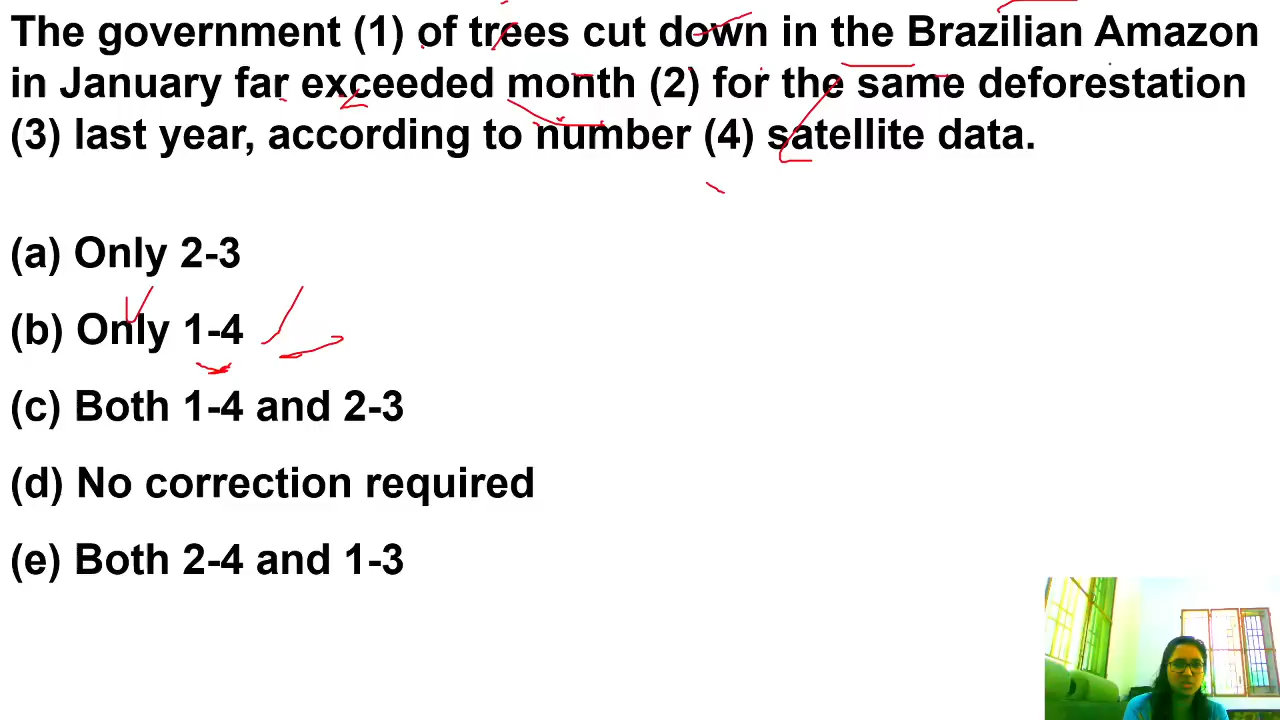 The government (1) of trees cut down in the Brazilian Amazon
in January far exceeded month (2) for the same deforestation
(3) last year, according to number (4) satellite data.
(a) Only 2-3
(b) Only 1-4
(c) Both 1-4 and 2-3
(d) No correction required
(e) Both 2-4 and 1-3